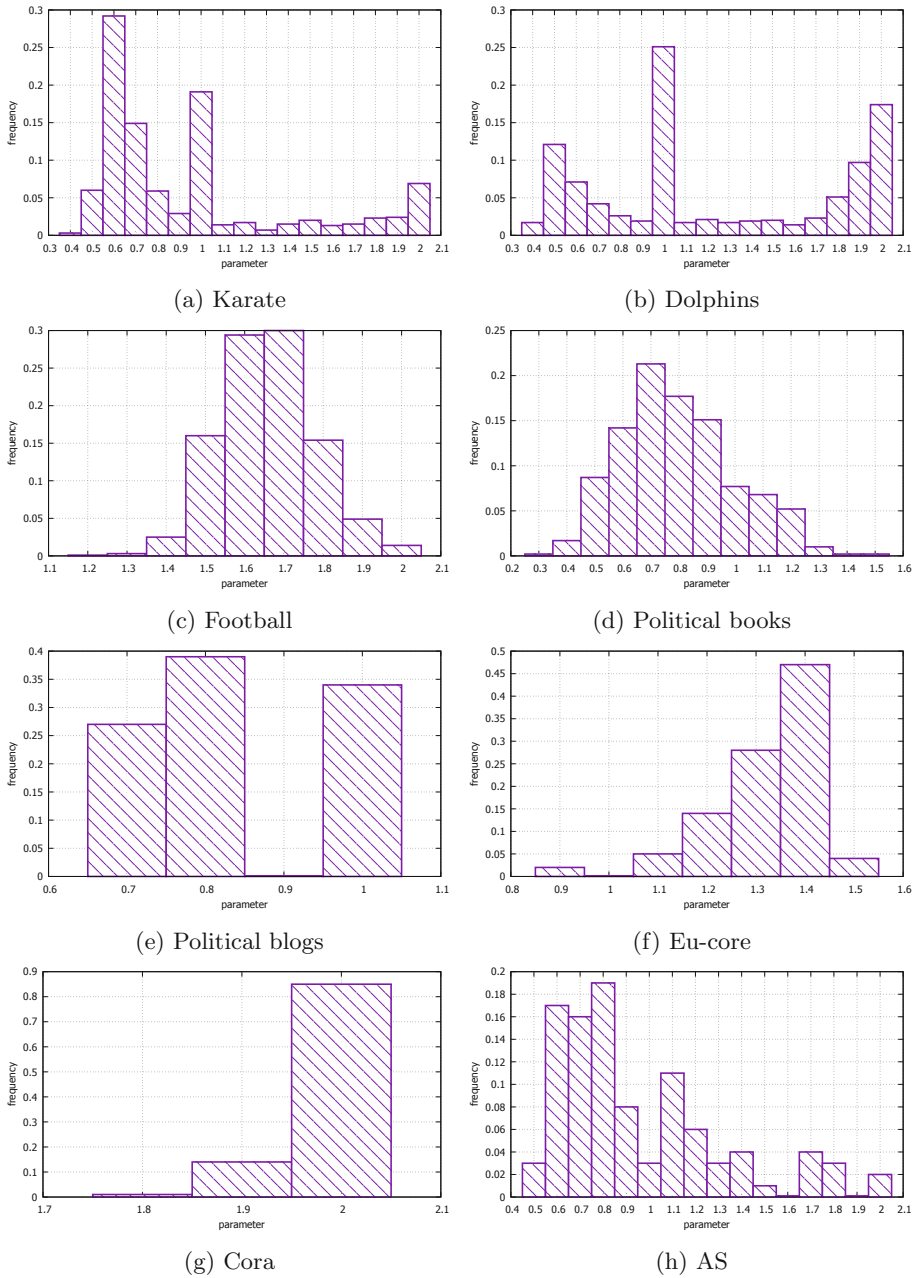 0.3
0.25
0.2
0.15
0.1
0.05
0
frequency
0.3 0.4 0.5 0.6 0.7 0.8 0.9 1 1.1 1.2 1.3 1.4 1.5 1.6 1.7 1.8 1.9 2 2.1
parameter
(a) Karate
0.3
0.25
0.2
0.15
0.1
0.05
0
frequency
0.3 0.4 0.5 0.6 0.7 0.8 0.9 1 1.1 1.2 1.3 1.4 1.5 1.6 1.7 1.8 1.9 2 2.1
parameter
(b) Dolphins
0.3
0.25
0.2
0.15
0.1
0.05
0
frequency
1.1 1.2 1.3 1.4 1.5 1.6 1.7 1.8 1.9 2 2.1
parameter
(c) Football
0.25
0.2
0.15
0.1
0.05
0
frequency
0.2 0.3 0.4 0.5 0.6 0.7 0.8 0.9 1 1.1 1.2 1.3 1.4 1.5 1.6
parameter
(d) Political books
0.4
0.35
0.3
0.25
0.2
0.15
0.1
0.05
0
frequency
0.6 0.7 0.8 0.9 1 1.1
parameter
(e) Political blogs
0.5
0.45
0.4
0.35
0.3
0.25
0.2
0.15
0.1
0.05
0
frequency
0.8 0.9 1 1.1 1.2 1.3 1.4 1.5 1.6
parameter
(f) Eu-core
0.9
0.8
0.7
0.6
0.5
0.4
0.3
0.2
0.1
0
frequency
1.7 1.8 1.9 2 2.1
parameter
(g) Cora
0.2
0.18
0.16
0.14
0.12
0.1
0.08
0.06
0.04
0.02
0
frequency
0.4 0.5 0.6 0.7 0.8 0.9 1 1.1 1.2 1.3 1.4 1.5 1.6 1.7 1.8 1.9 2 2.1
parameter
(h) AS